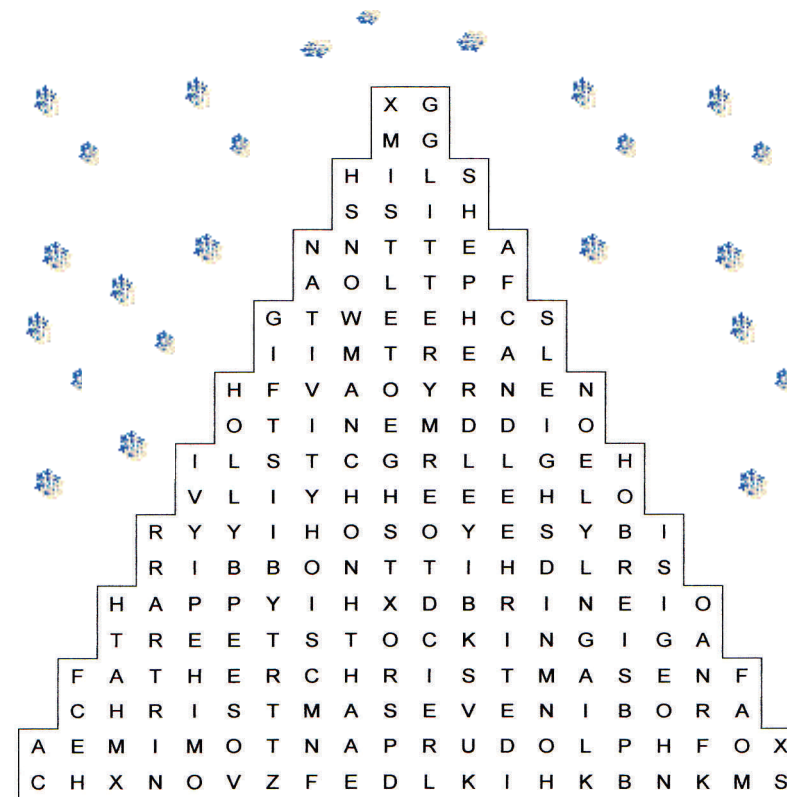 X G
M G
H I L S
S S I H
N N T T E A
A O L T P F
G T W E E H C S
I I M T R E A L
H F V A O Y R N E N
O T I N E M D D I O
I L S T C G R L L G E H
V L I Y H H E E E H L O
R Y Y I H O S O Y E S Y B I
R I B B O N T T I H D L R S
H A P P Y I H X D B R I N E I O
T R E E T S T O C K I N G I G A
F A T H E R C H R I S T M A S E N F
C H R I S T M A S E V E N I B O R A
A E M I M O T N A P R U D O L P H F O X
C H X N O V Z F E D L K I H K B N K M S